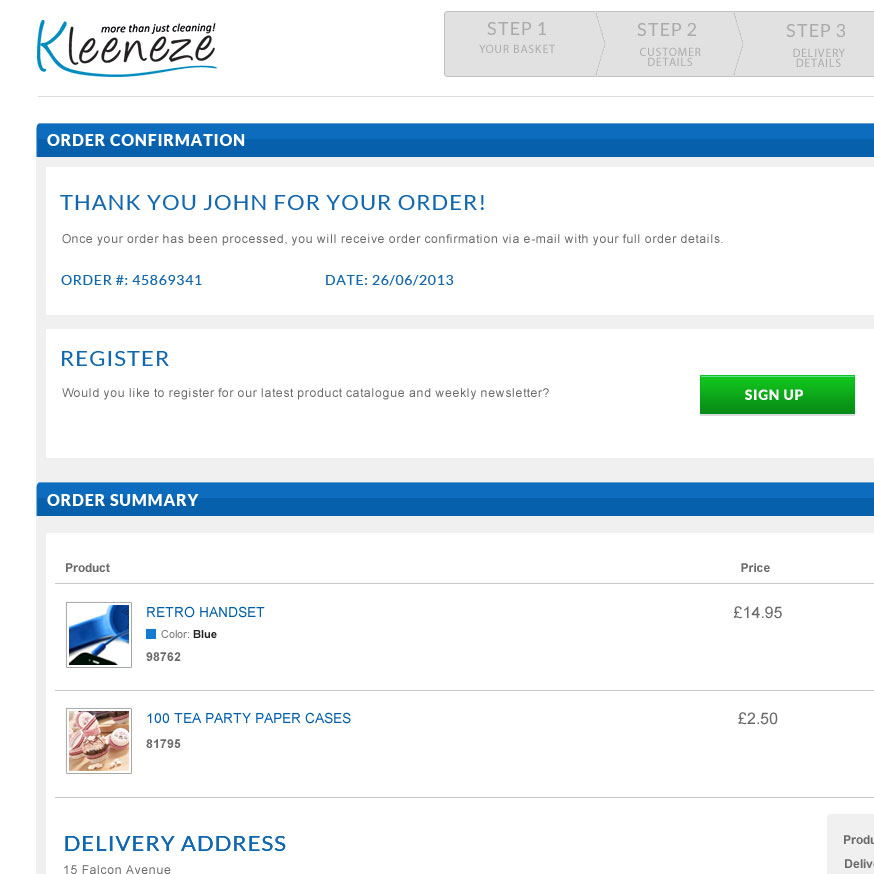 more than just cleaning!
Kleeneze
STEP 1
YOUR BASKET
STEP 2
CUSTOMER
DETAILS
STEP 3
DELIVERY
DETAILS
ORDER CONFIRMATION
THANK YOU JOHN FOR YOUR ORDER!
Once your order has been processed, you will receive order confirmation via e-mail with your full order details.
ORDER #: 45869341 DATE: 26/06/2013
REGISTER
Would you like to register for our latest product catalogue and weekly newsletter?
SIGN UP
ORDER SUMMARY
Product Price
RETRO HANDSET £14.95
Color: Blue
98762
100 TEA PARTY PAPER CASES £2.50
81795
DELIVERY ADDRESS
15 Falcon Avenue